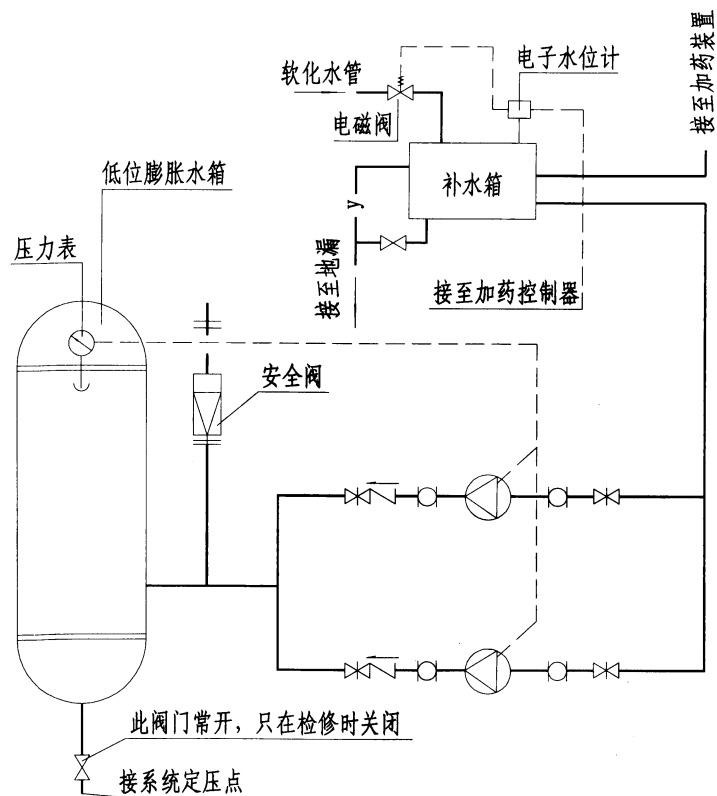 接至加药装置
电子水位计
软化水管
电磁阀
补水箱
低位膨胀水箱
y
压力表
接至地漏
接至加药控制器
安全阀
此阀门常开，只在检修时关闭
接系统定压点